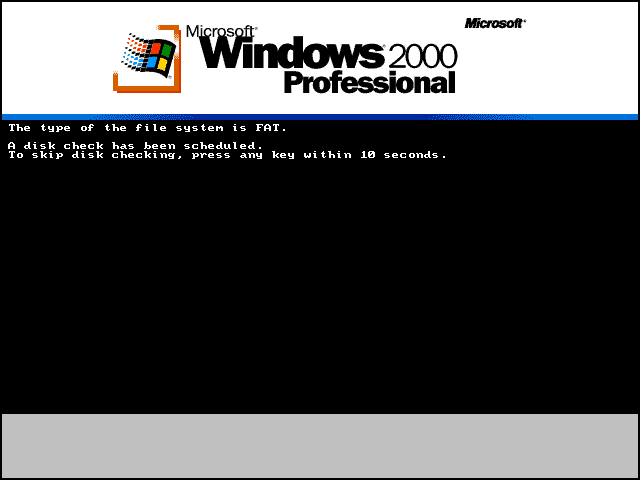 Microsoft
Microsoft
Windows 2000
Professional
The type of the file system is FAT.
A disk check has been scheduled.
To skip disk checking, press any key within 10 seconds.